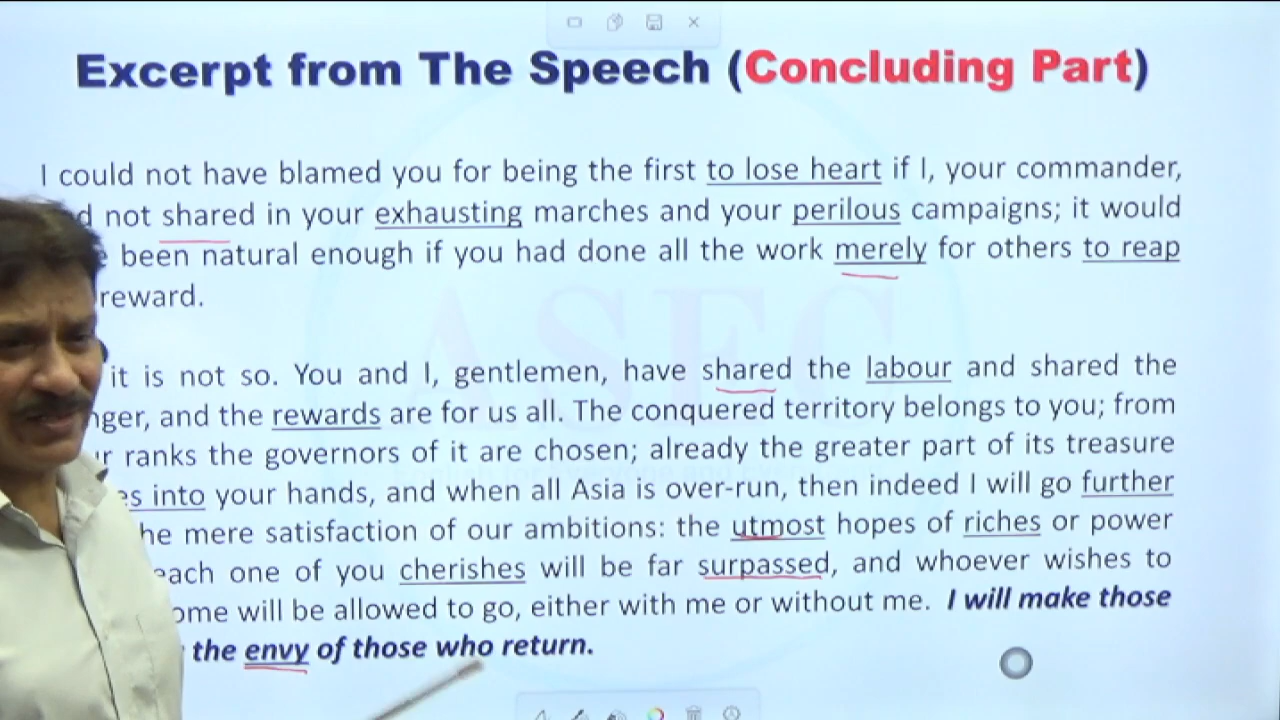 Excerpt from The Speech (Concluding Part)
I could not have blamed you for being the first to lose heart if I, your commander,
not shared in your exhausting marches and your perilous campaigns; it would
been natural enough if you had done all the work merely for others to reap
reward.
it is not so. You and I, gentlemen, have shared the labour and shared the
and the rewards are for us all. The conquered territory belongs to you; from
ranks the governors of it are chosen; already the greater part of its treasure
into your hands, and when all Asia is over-run, then indeed I will go further
mere satisfaction of our ambitions: the utmost hopes of riches or power
each one of you cherishes will be far surpassed, and whoever wishes to
will be allowed to go, either with me or without me. I will make those
the envy of those who return.
ASEC